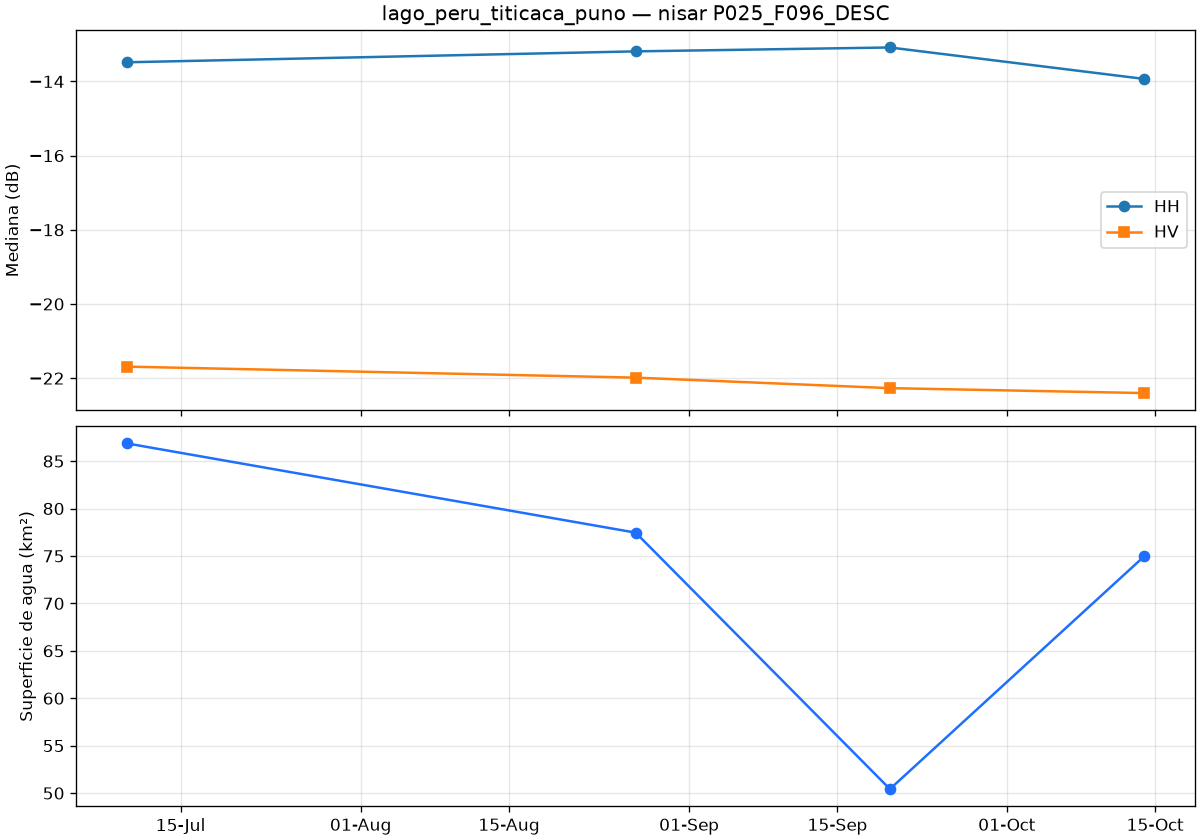 lago_peru_titicaca_puno — nisar P025_F096_DESC
Mediana (dB)
−14
−16
−18
−20
−22
HH
HV
Superficie de agua (km²)
85
80
75
70
65
60
55
50
15-Jul
01-Aug
15-Aug
01-Sep
15-Sep
01-Oct
15-Oct